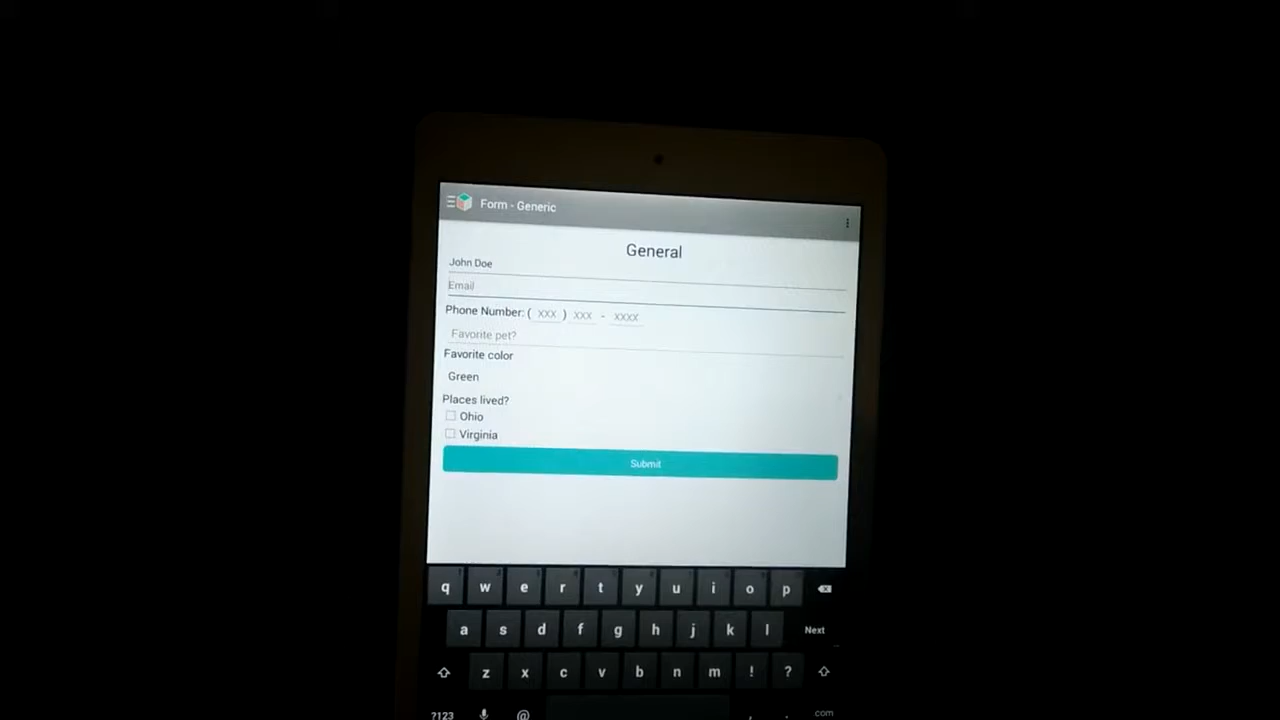 Form - Generic
General
John Doe
Email
Phone Number: ( XXX ) XXX - XXXX
Favorite pet?
Favorite color
Green
Places lived?
Ohio
Virginia
Submit
q w e r t y u i o p
a s d f g h j k l Next
z x c v b n m ! ?
?123 @ , . .com